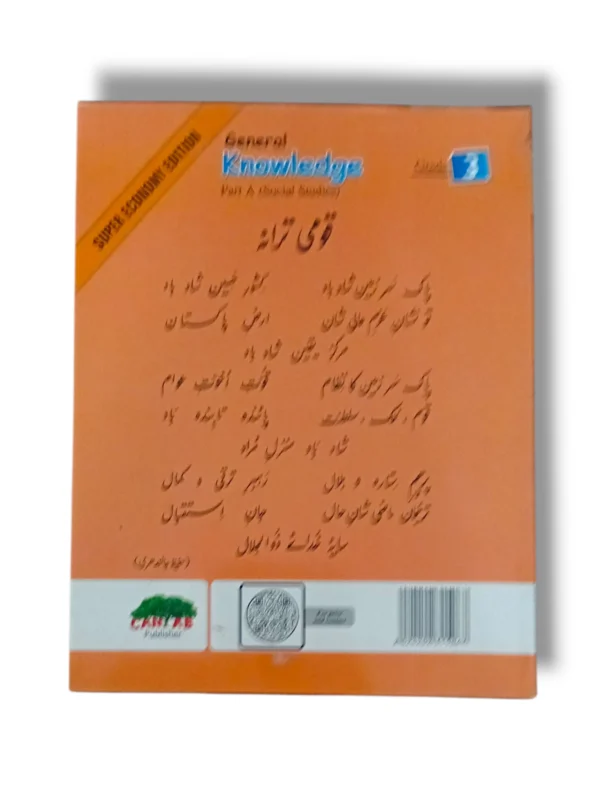 SUPER ECONOMY EDITION
General
Knowledge
Part A (Social Studies)
Grade 3
قومی ترانہ
پاک سرزمین شاد باد کشورِ حسین شاد باد
تو نشانِ عزمِ عالی شان ارضِ پاکستان
مرکزِ یقین شاد باد
پاک سرزمین کا نظام قوّتِ اُخوّتِ عوام
قوم ، ملک ، سلطنت پائندہ تابندہ باد
شاد باد منزلِ مُراد
پرچمِ ستارہ و ہلال رہبرِ ترقی و کمال
ترجمانِ ماضی شانِ حال جانِ استقبال
سایۂ خدائے ذوالجلال
(حفیظ جالندھری)
CANTAB
Publisher